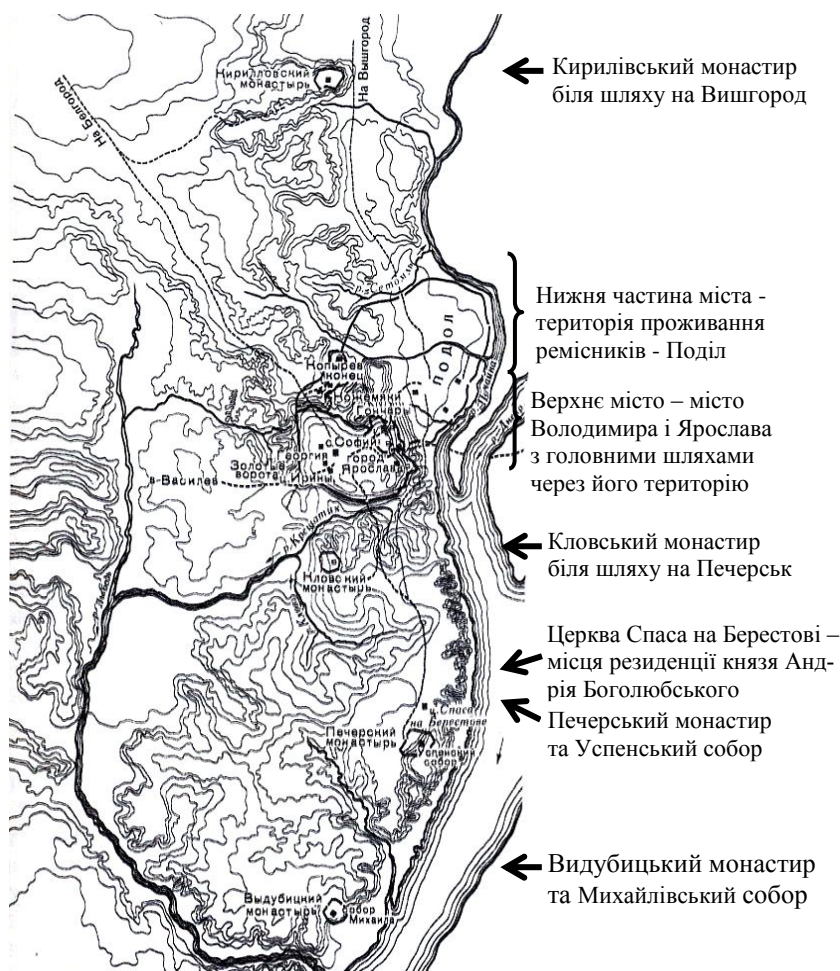 На Вышгород
Кирилловский
монастырь
На Белгород
Копырев
конец
Кожемяки
Гончары
ПОДОЛ
с. Софии
город
Ярослава
Георгия
Золотые
ворота
Ирины
в Василев
Крещатик
Кловский
монастырь
ц. Спаса
на Берестове
Печерский
монастырь
Успенский
собор
Выдубицкий
монастырь
собор
Михаила
Кирилівський монастир
біля шляху на Вишгород
Нижня частина міста -
територія проживання
ремісників - Поділ
Верхнє місто – місто
Володимира і Ярослава
з головними шляхами
через його територію
Кловський монастир
біля шляху на Печерськ
Церква Спаса на Берестові –
місця резиденції князя Анд-
рія Боголюбського
Печерський монастир
та Успенський собор
Видубицький монастир
та Михайлівський собор